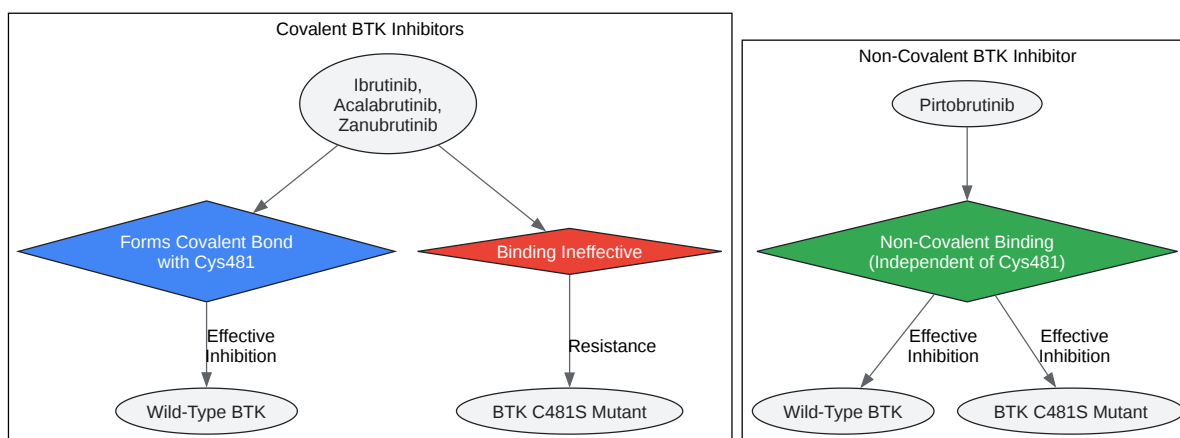 Covalent BTK Inhibitors
Ibrutinib,
Acalabrutinib,
Zanubrutinib
Forms Covalent Bond
with Cys481
Binding Ineffective
Effective
Inhibition
Resistance
Wild-Type BTK
BTK C481S Mutant
Non-Covalent BTK Inhibitor
Pirtobrutinib
Non-Covalent Binding
(Independent of Cys481)
Effective
Inhibition
Effective
Inhibition
Wild-Type BTK
BTK C481S Mutant